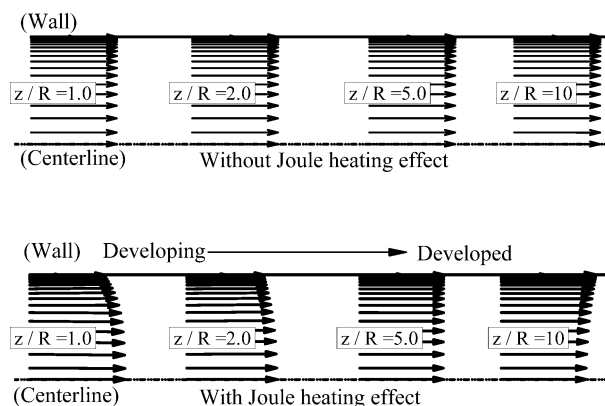 (Wall)
z / R =1.0 z / R =2.0 z / R =5.0 z / R =10
(Centerline) Without Joule heating effect
(Wall) Developing Developed
z / R =1.0 z / R =2.0 z / R =5.0 z / R =10
(Centerline) With Joule heating effect